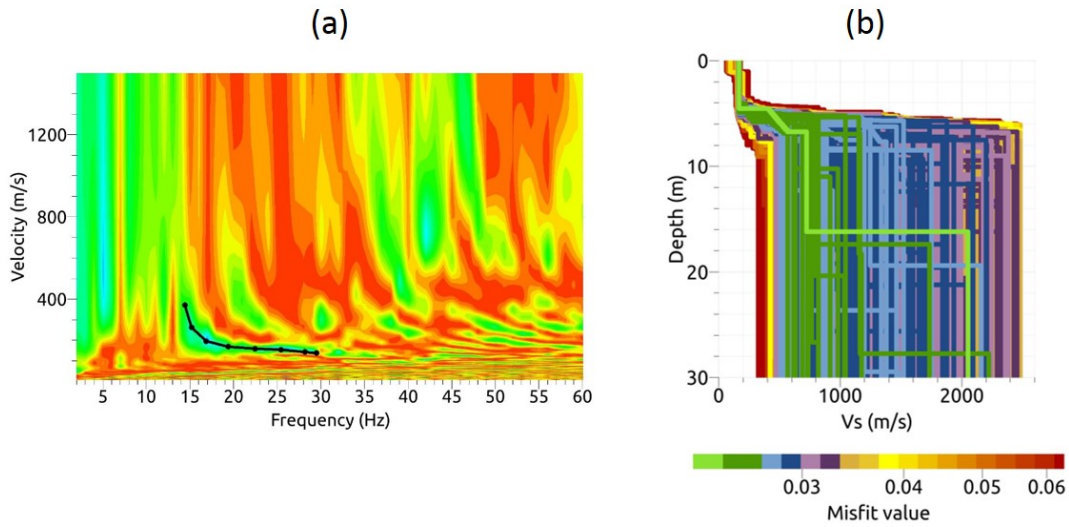 (a)
1200
800
400
Velocity (m/s)
5 10 15 20 25 30 35 40 45 50 55 60
Frequency (Hz)
(b)
0
10
20
30
Depth (m)
0 1000 2000
Vs (m/s)
0.03 0.04 0.05 0.06
Misfit value